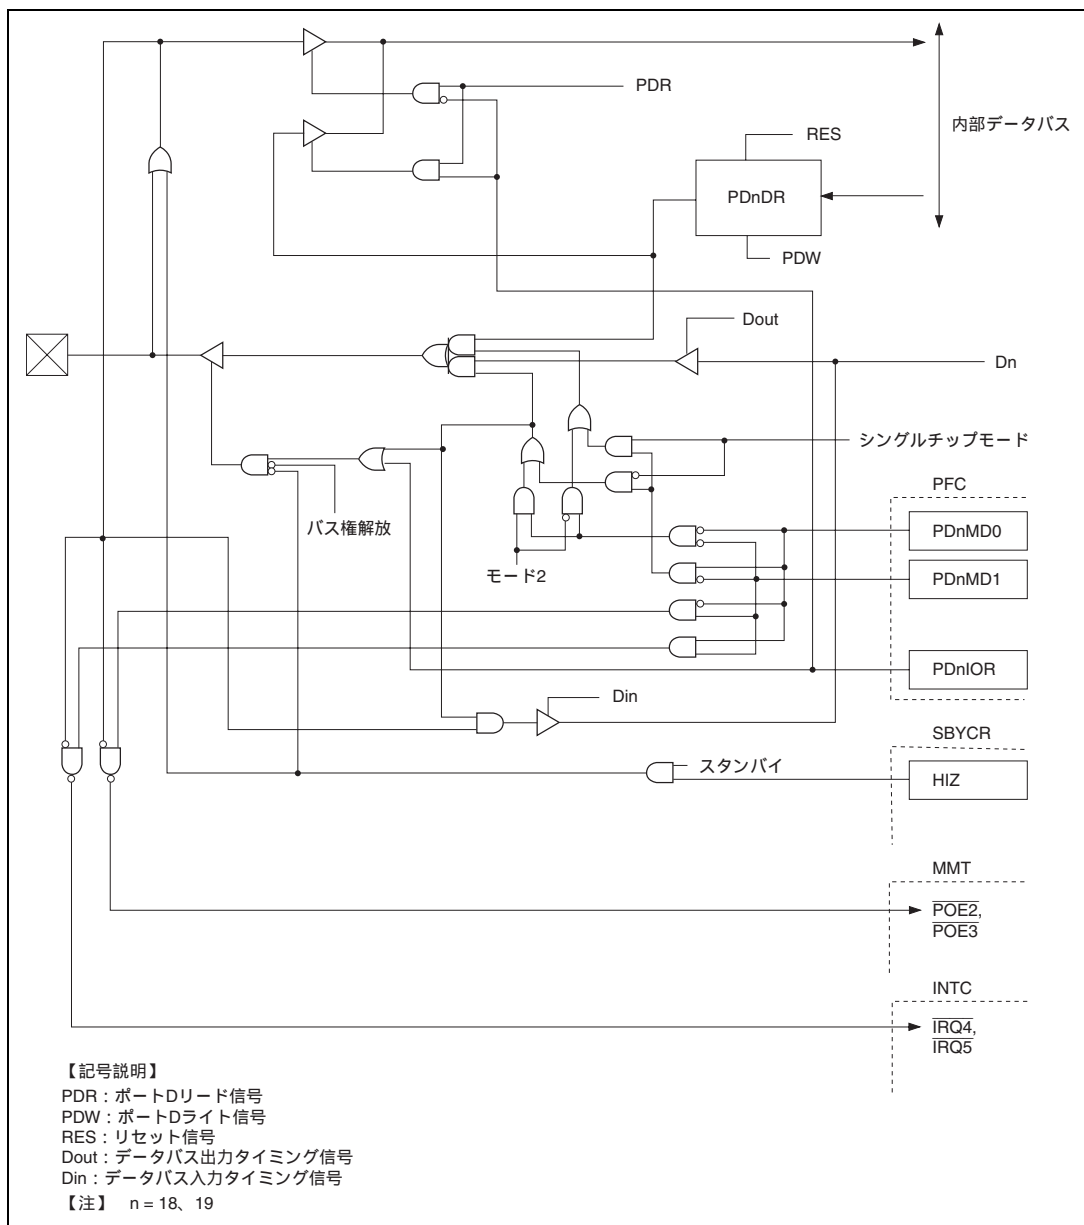 PDR
内部データバス
RES
PDnDR
PDW
Dout
Dn
シングルチップモード
PFC
バス権解放
モード2
PDnMD0
PDnMD1
PDnIOR
Din
SBYCR
スタンバイ
HIZ
MMT
POE2,
POE3
INTC
IRQ4,
IRQ5
【記号説明】
PDR：ポートDリード信号
PDW：ポートDライト信号
RES：リセット信号
Dout：データバス出力タイミング信号
Din：データバス入力タイミング信号
【注】 n = 18、19